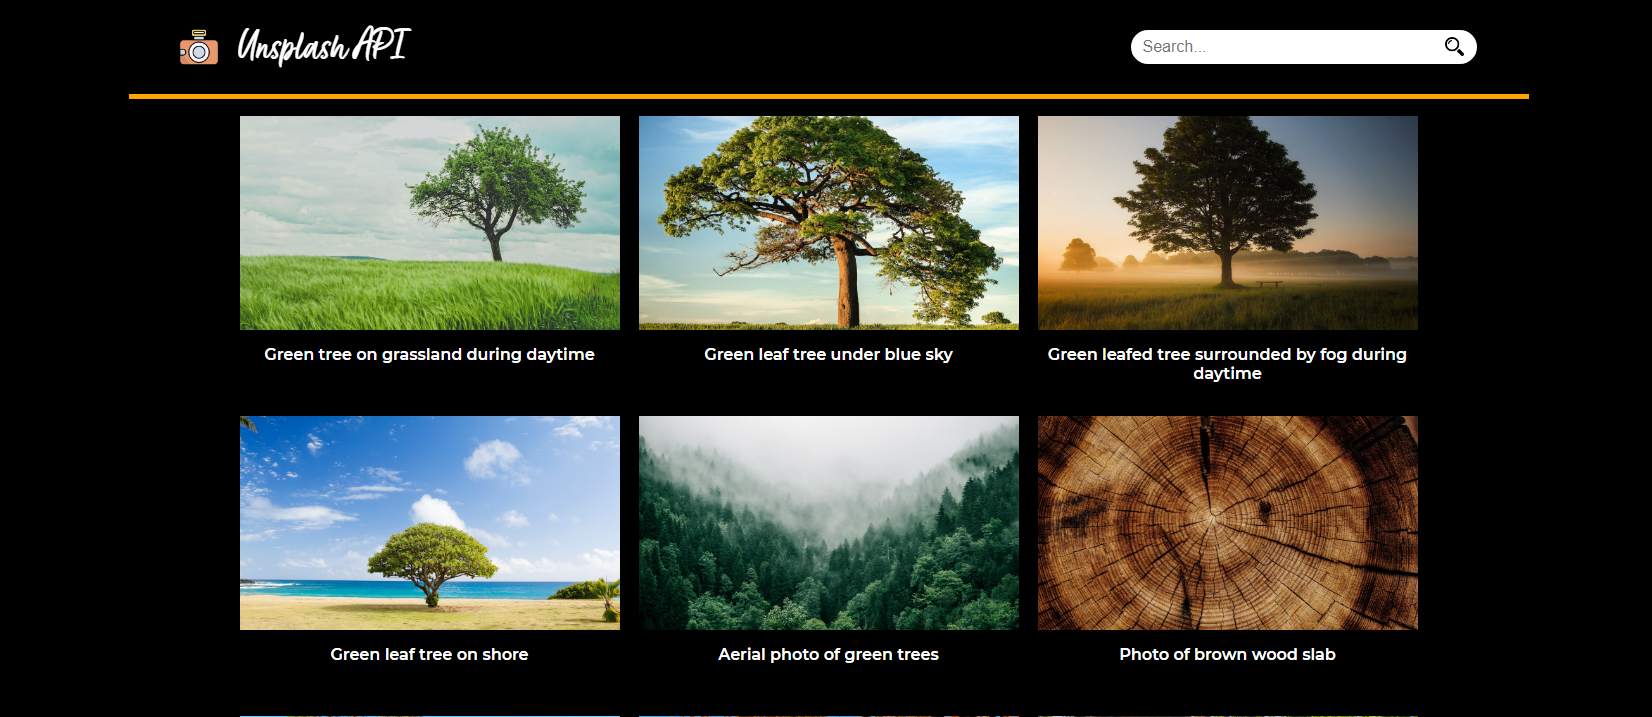 Unsplash API
Search...
Green tree on grassland during daytime
Green leaf tree under blue sky
Green leafed tree surrounded by fog during
daytime
Green leaf tree on shore
Aerial photo of green trees
Photo of brown wood slab